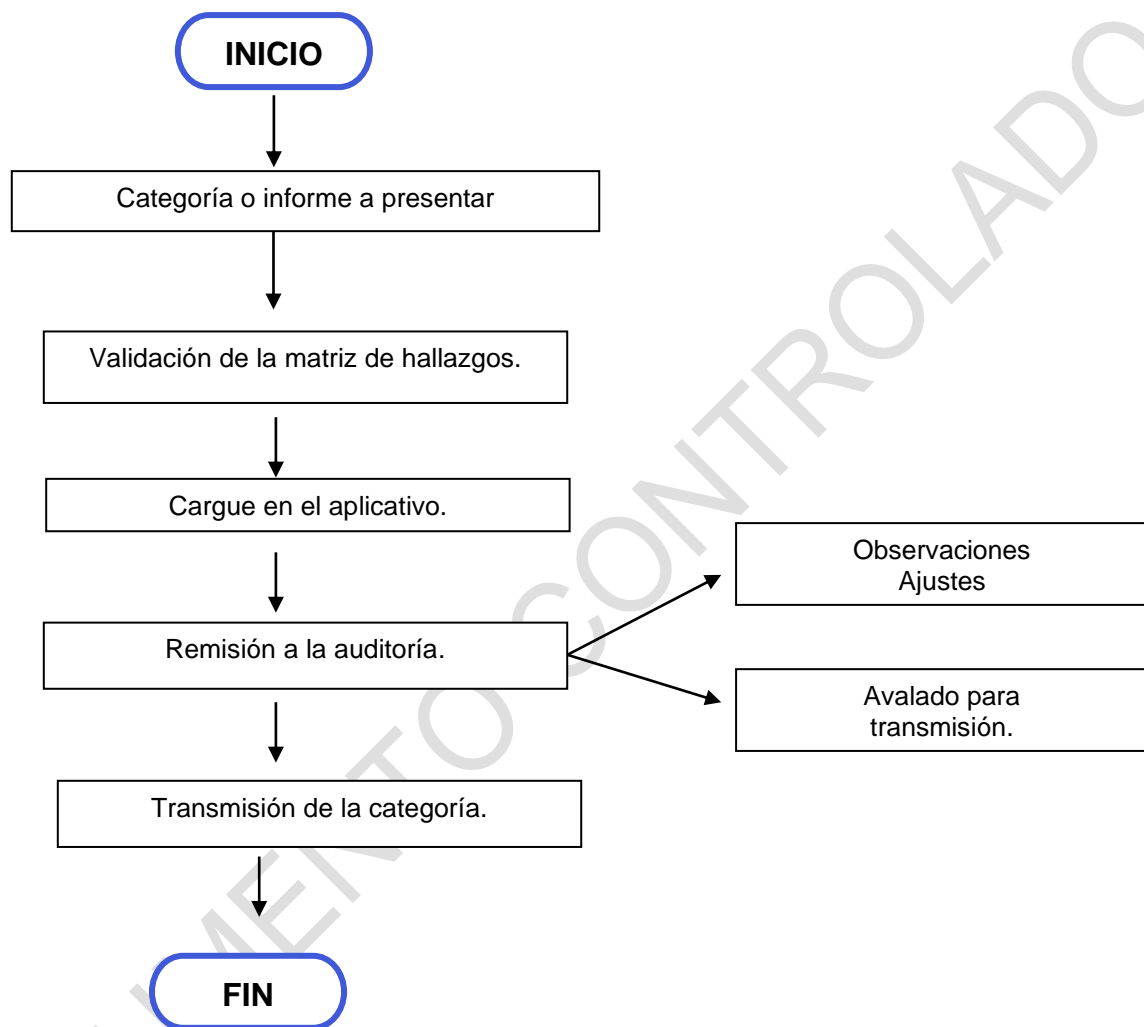 INICIO
Categoría o informe a presentar
Validación de la matriz de hallazgos.
Cargue en el aplicativo.
Observaciones
Ajustes
Remisión a la auditoría.
Avalado para
transmisión.
Transmisión de la categoría.
FIN
MENTO CONTROLADO